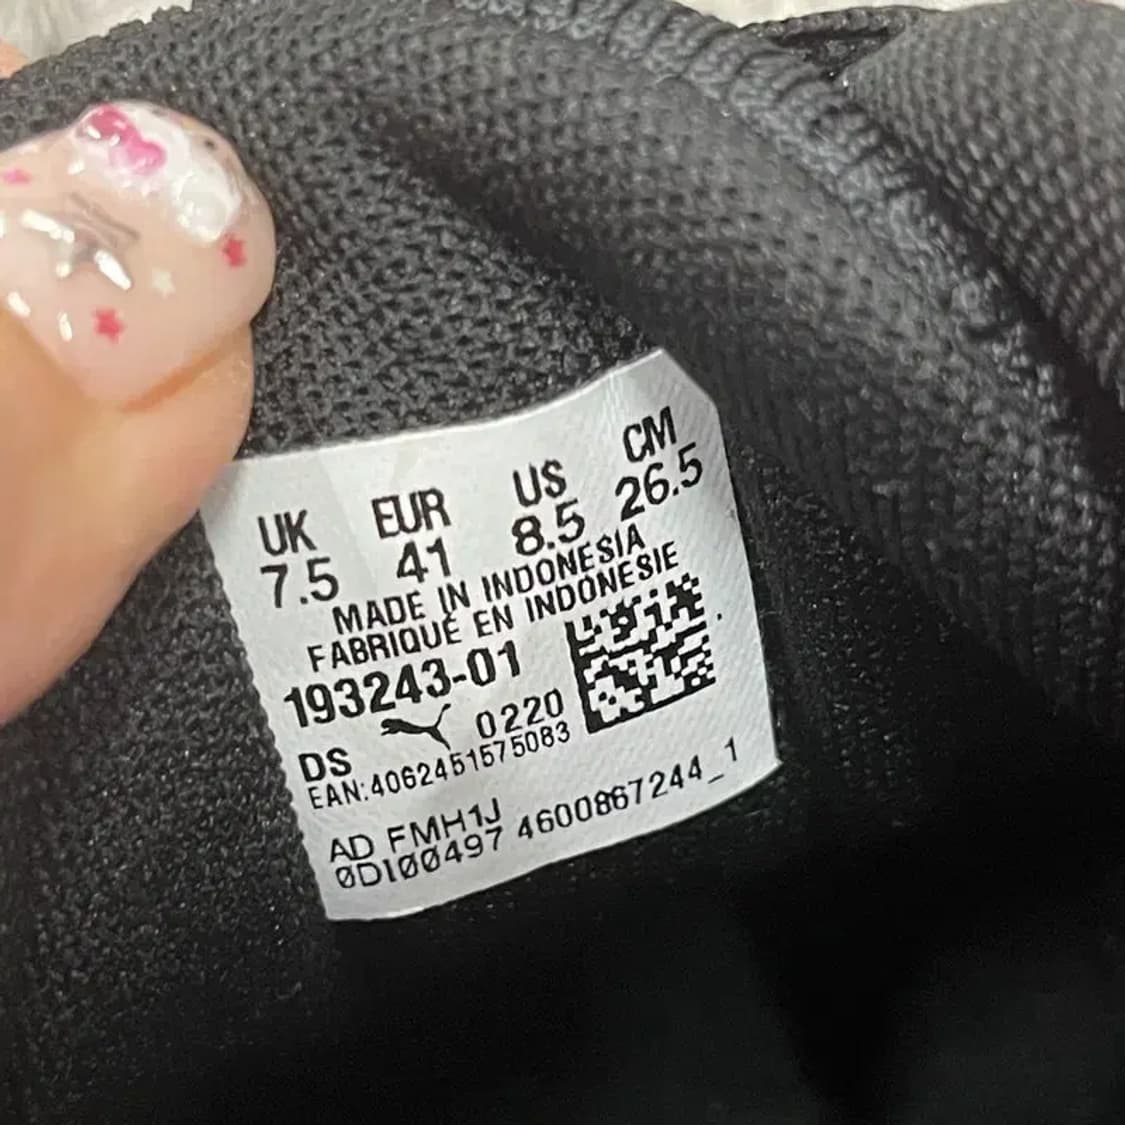 UK EUR US CM
7.5 41 8.5 26.5
MADE IN INDONESIA
FABRIQUÉ EN INDONÉSIE
193243-01
DS 0220
EAN:4062451575083
AD FMH1J
0DI00497 4600867244_1